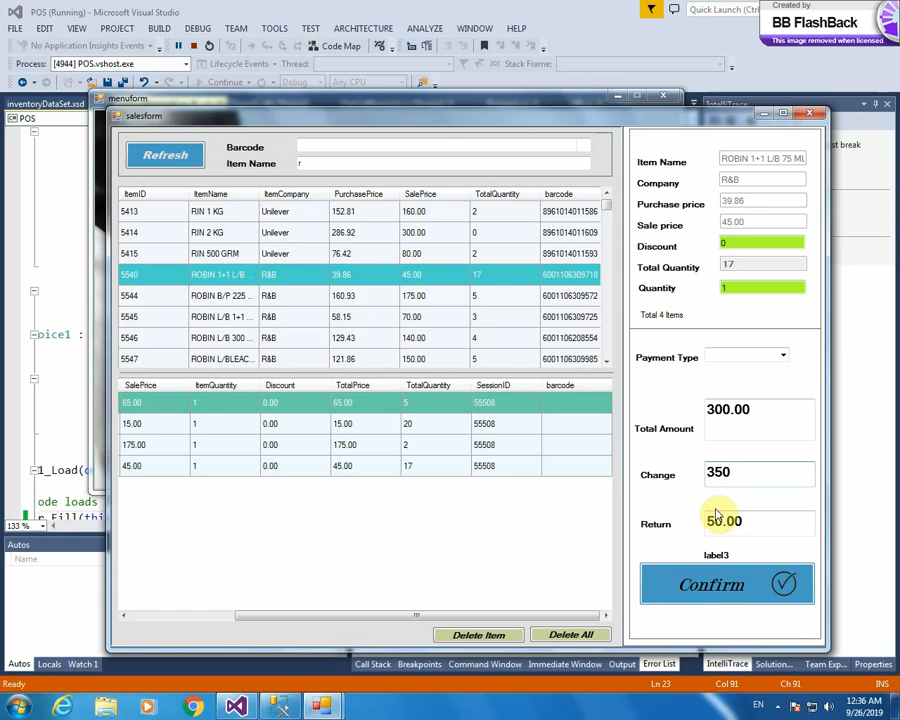 POS (Running) - Microsoft Visual Studio
Quick Launch (Ctrl
Created by
BB FlashBack
This image removed when licensed
FILE EDIT VIEW PROJECT BUILD DEBUG TEAM TOOLS TEST ARCHITECTURE ANALYZE WINDOW HELP
No Application Insights Events
Code Map
Process: [4944] POS.vshost.exe Lifecycle Events Thread: Stack Frame:
Continue Debug Any CPU
inventoryDataSet.xsd
menuform
IntelliTrace
POS
salesform
st break
Refresh
Barcode
Item Name r
ItemID ItemName ItemCompany PurchasePrice SalePrice TotalQuantity barcode
5413 RIN 1 KG Unilever 152.81 160.00 2 8961014011586
5414 RIN 2 KG Unilever 286.92 300.00 0 8961014011609
5415 RIN 500 GRM Unilever 76.42 80.00 2 8961014011593
5540 ROBIN 1+1 L/B ... R&B 39.86 45.00 17 6001106309718
5544 ROBIN B/P 225 ... R&B 160.93 175.00 5 6001106309572
5545 ROBIN L/B 1+1 ... R&B 58.15 70.00 3 6001106309725
5546 ROBIN L/B 300 ... R&B 129.43 140.00 4 6001106208554
5547 ROBIN L/BLEAC... R&B 121.86 150.00 5 6001106309985
SalePrice ItemQuantity Discount TotalPrice TotalQuantity SessionID barcode
65.00 1 0.00 65.00 5 55508
15.00 1 0.00 15.00 20 55508
175.00 1 0.00 175.00 2 55508
45.00 1 0.00 45.00 17 55508
Delete Item
Delete All
Item Name ROBIN 1+1 L/B 75 ML
Company R&B
Purchase price 39.86
Sale price 45.00
Discount 0
Total Quantity 17
Quantity 1
Total 4 Items
Payment Type
Total Amount 300.00
Change 350
Return 50.00
label3
Confirm
oice1 :
1_Load(
ode loads
r.Fill(thi
133 %
Autos
Name
Autos Locals Watch 1
Call Stack Breakpoints Command Window Immediate Window Output Error List
IntelliTrace Solution... Team Exp... Properties
Ready Ln 23 Col 91 Ch 91 INS
EN
12:36 AM
9/26/2019